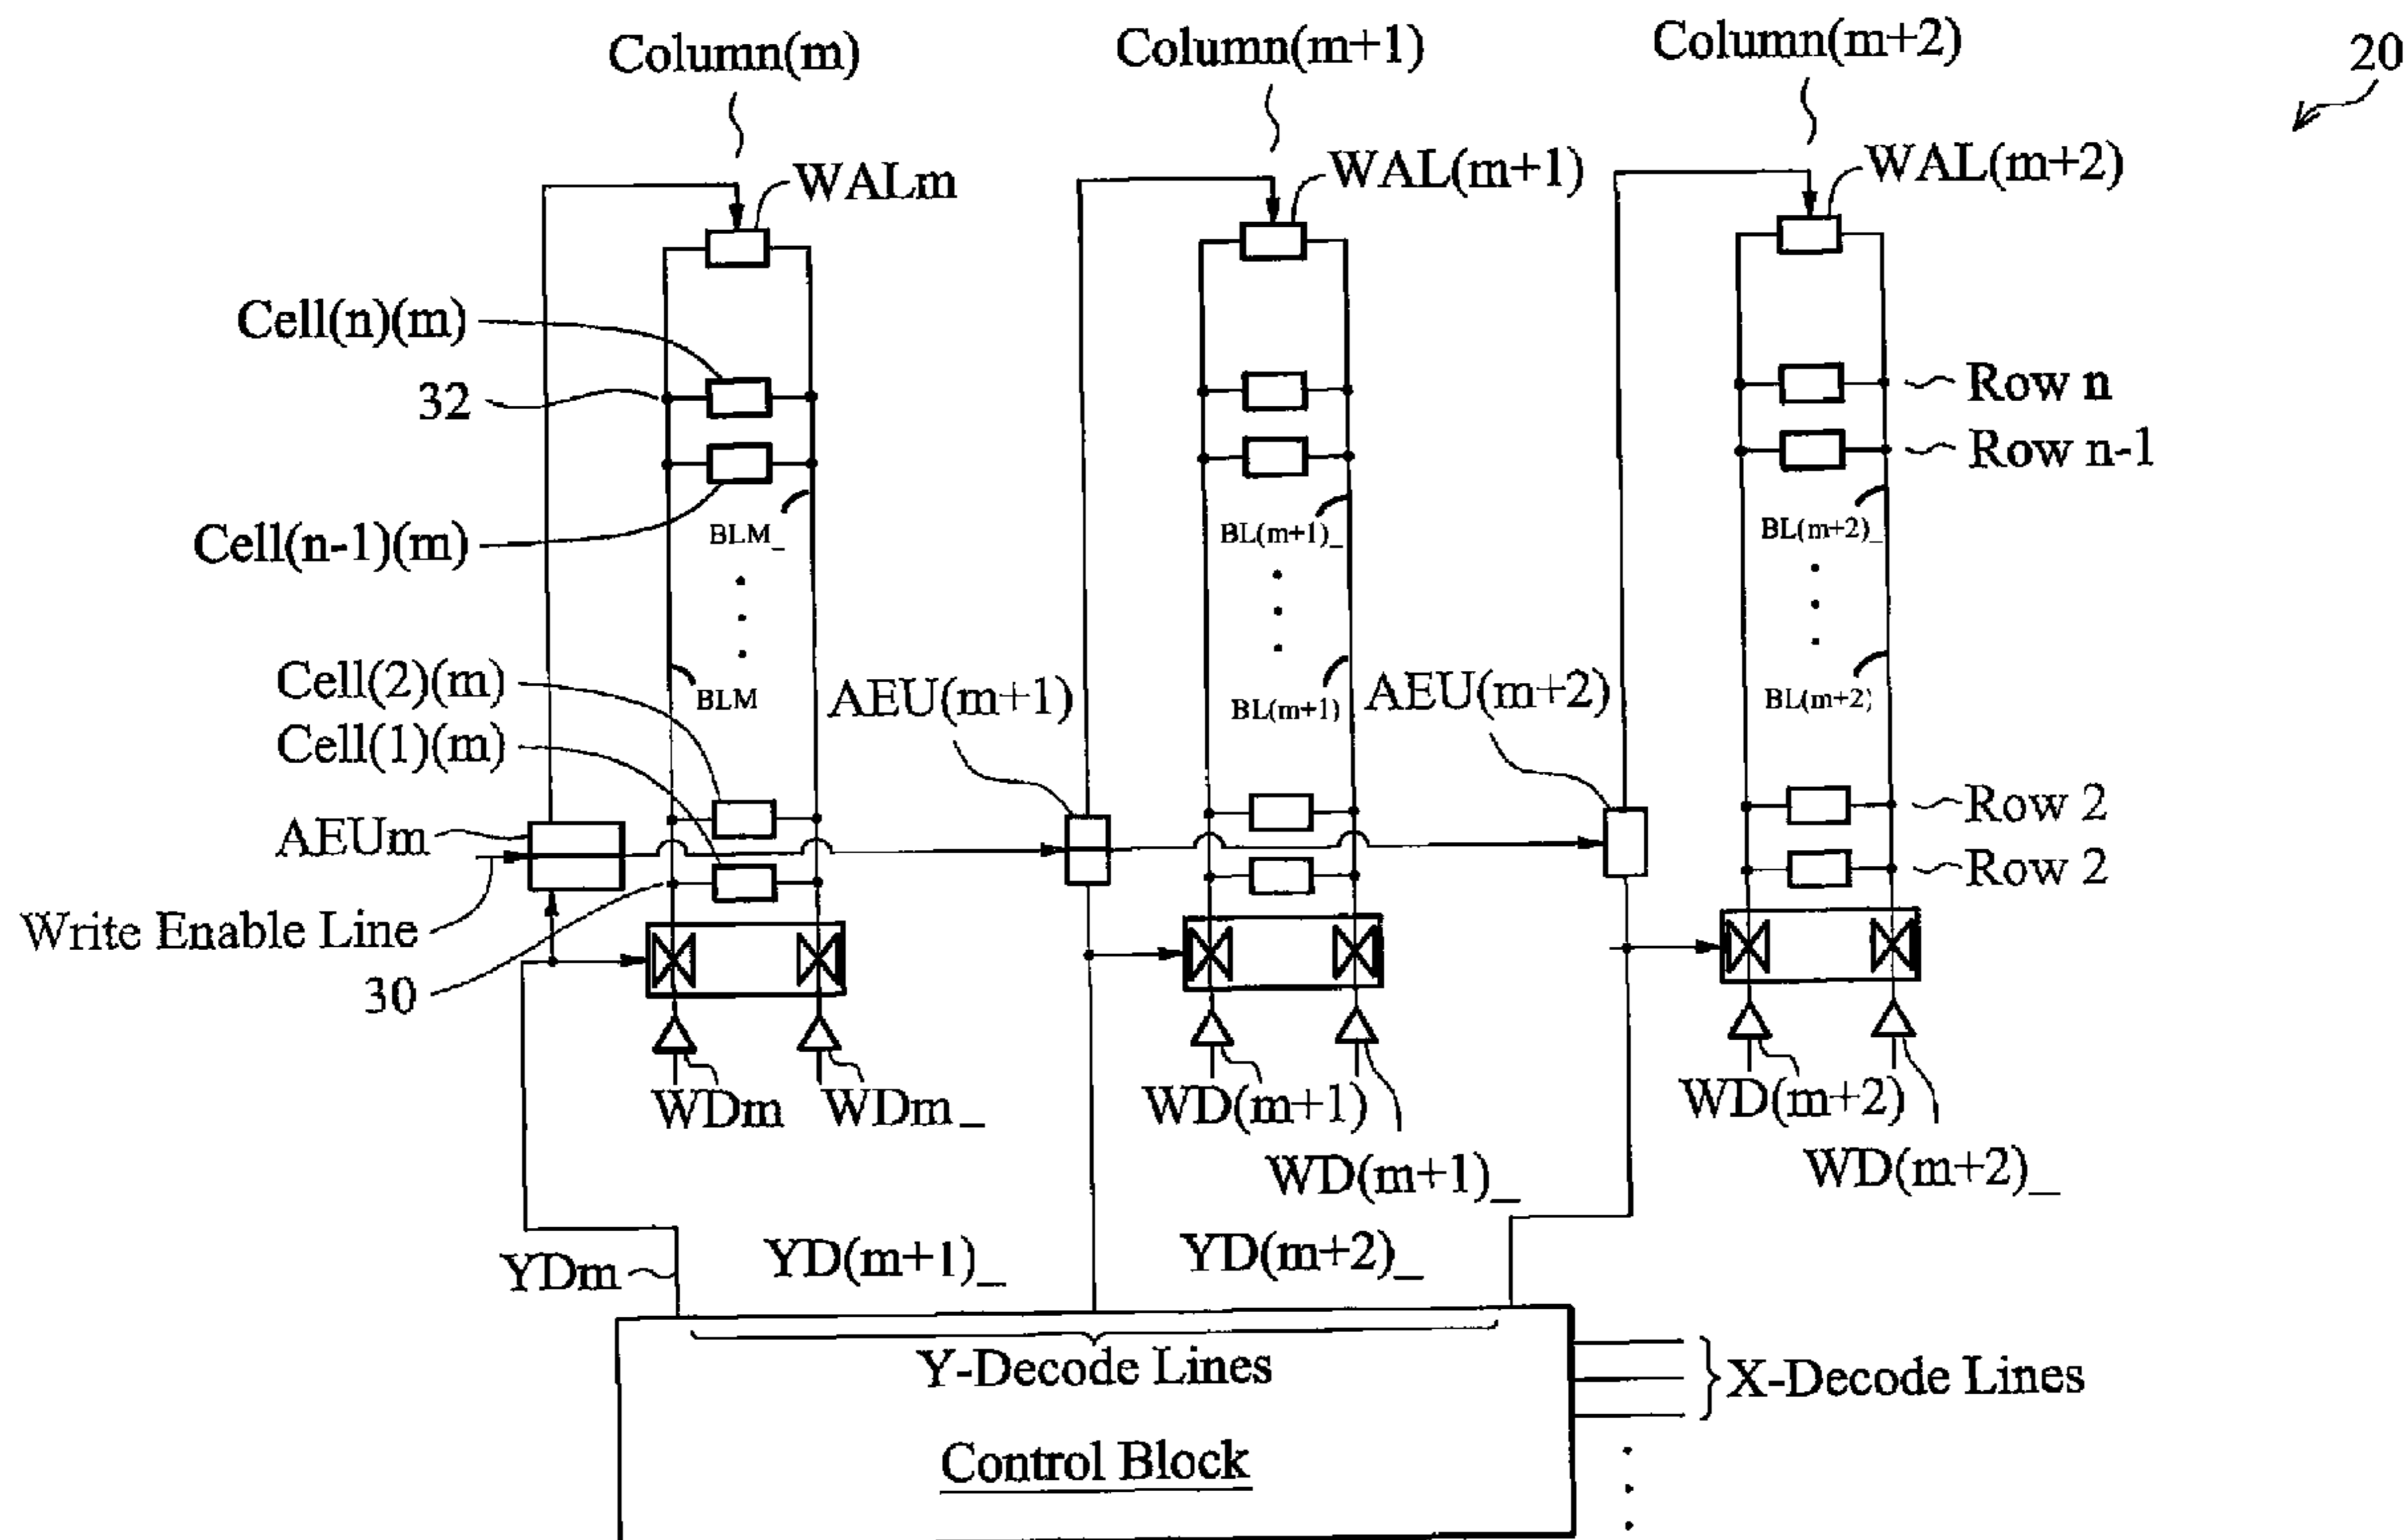 Column(m)
Column(m+1)
Column(m+2)
20
WALm
WAL(m+1)
WAL(m+2)
Cell(n)(m)
32
Row n
Row n-1
Cell(n-1)(m)
BLM_
BL(m+1)_
BL(m+2)_
Cell(2)(m)
BLM
AEU(m+1)
BL(m+1)
AEU(m+2)
BL(m+2)
Cell(1)(m)
AEUm
Row 2
Row 2
Write Enable Line
30
WDm
WDm_
WD(m+1)
WD(m+1)_
WD(m+2)
WD(m+2)_
YDm
YD(m+1)_
YD(m+2)_
Y-Decode Lines
X-Decode Lines
Control Block